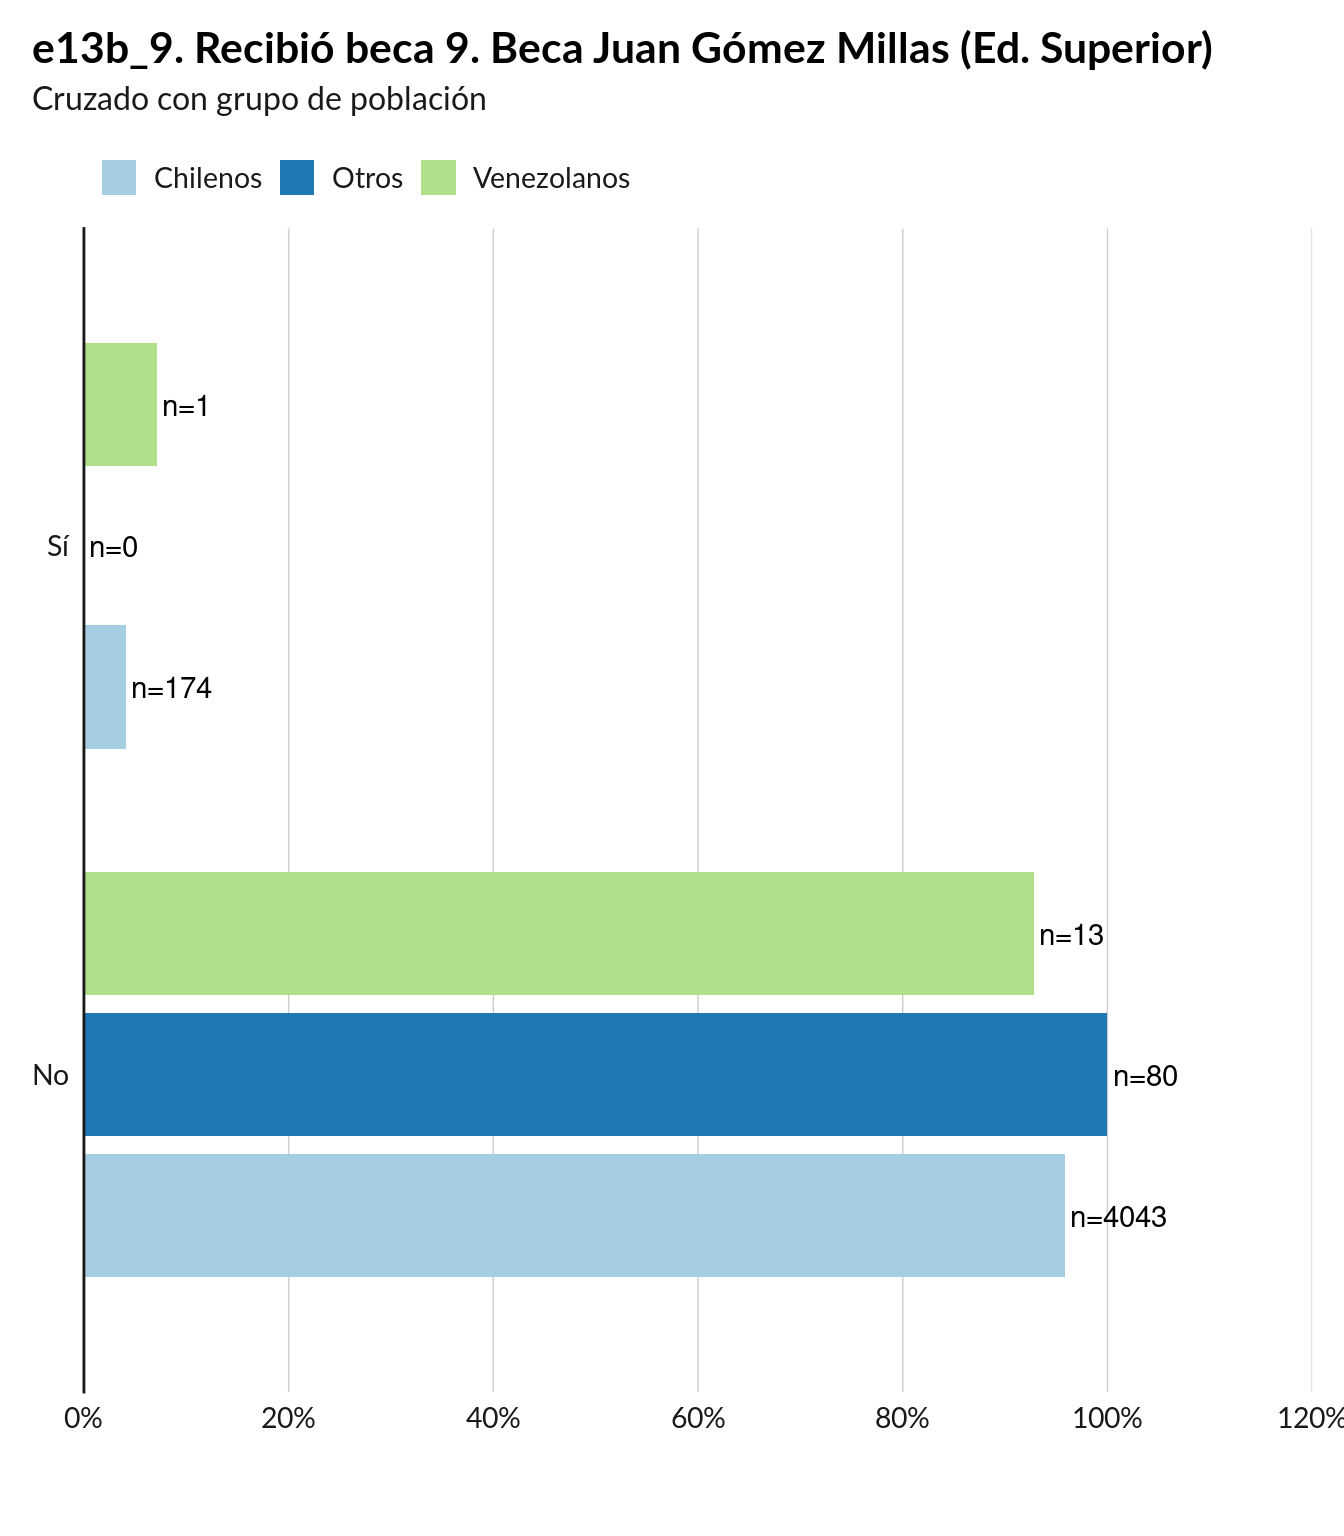 e13b_9. Recibió beca 9. Beca Juan Gómez Millas (Ed. Superior)
Cruzado con grupo de población
Chilenos Otros Venezolanos
n=1
Sí n=0
n=174
n=13
No n=80
n=4043
0% 20% 40% 60% 80% 100% 120%